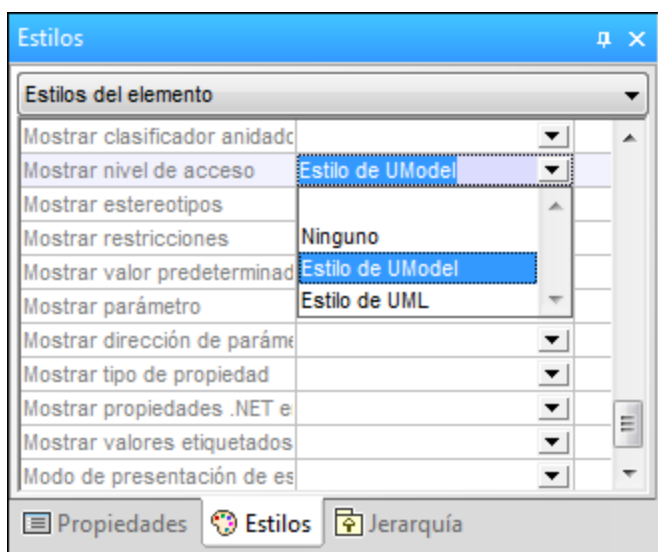 Estilos
Estilos del elemento
Mostrar clasificador anidado
Mostrar nivel de acceso Estilo de UModel
Mostrar estereotipos
Mostrar restricciones Ninguno
Mostrar valor predeterminad Estilo de UModel
Mostrar parámetro Estilo de UML
Mostrar dirección de paráme
Mostrar tipo de propiedad
Mostrar propiedades .NET e
Mostrar valores etiquetados
Modo de presentación de es
Propiedades Estilos Jerarquía